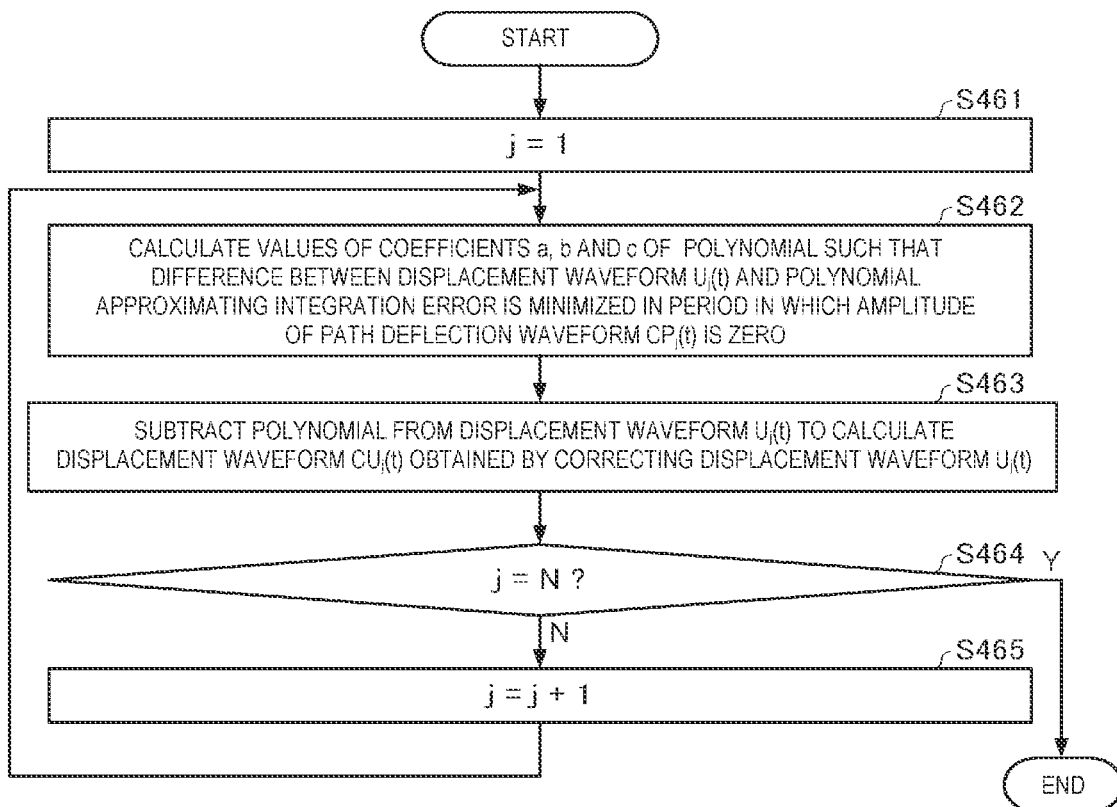 START
S461
j = 1
S462
CALCULATE VALUES OF COEFFICIENTS a, b AND c OF POLYNOMIAL SUCH THAT
DIFFERENCE BETWEEN DISPLACEMENT WAVEFORM Uj(t) AND POLYNOMIAL
APPROXIMATING INTEGRATION ERROR IS MINIMIZED IN PERIOD IN WHICH AMPLITUDE
OF PATH DEFLECTION WAVEFORM CPj(t) IS ZERO
S463
SUBTRACT POLYNOMIAL FROM DISPLACEMENT WAVEFORM Uj(t) TO CALCULATE
DISPLACEMENT WAVEFORM CUj(t) OBTAINED BY CORRECTING DISPLACEMENT WAVEFORM Uj(t)
S464
j = N ?
Y
N
S465
j = j + 1
END